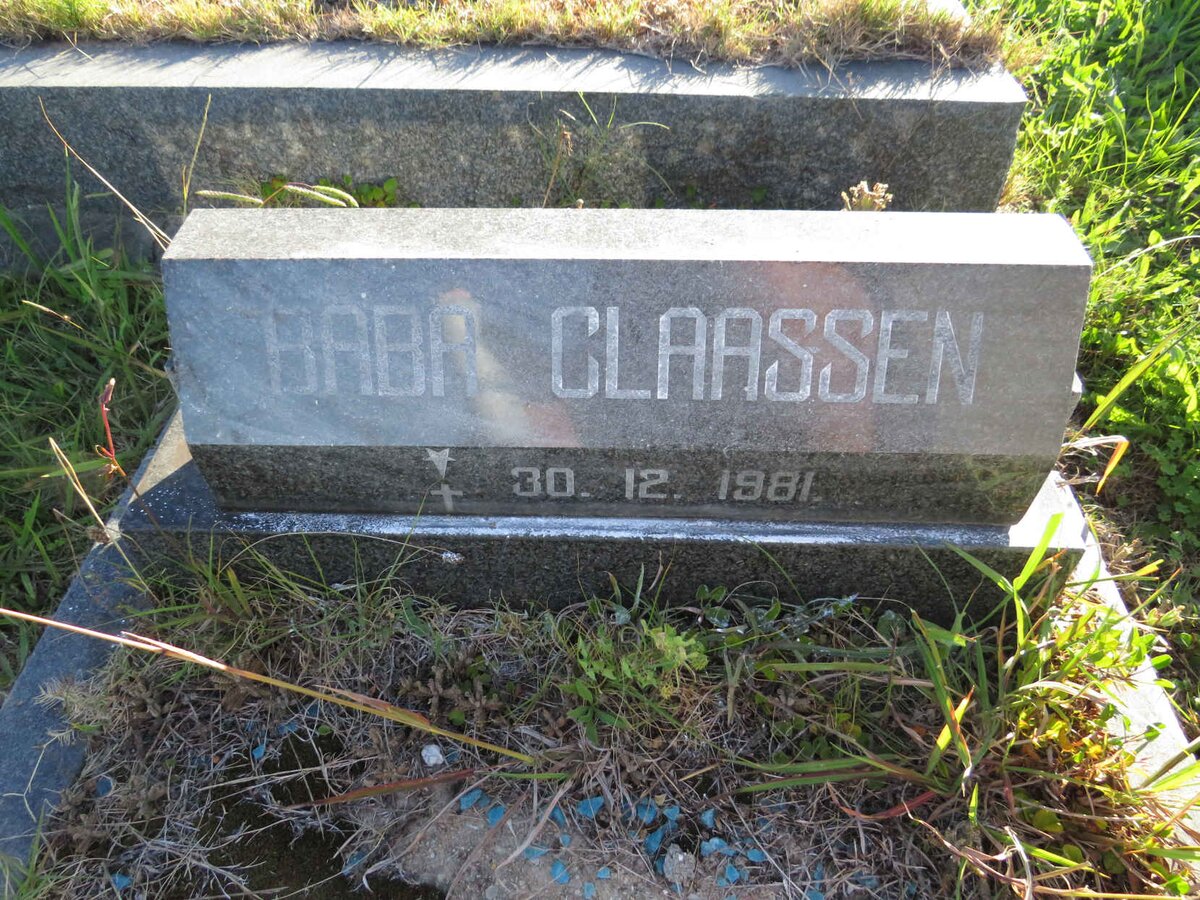 BABA CLAASSEN
30. 12. 1981.